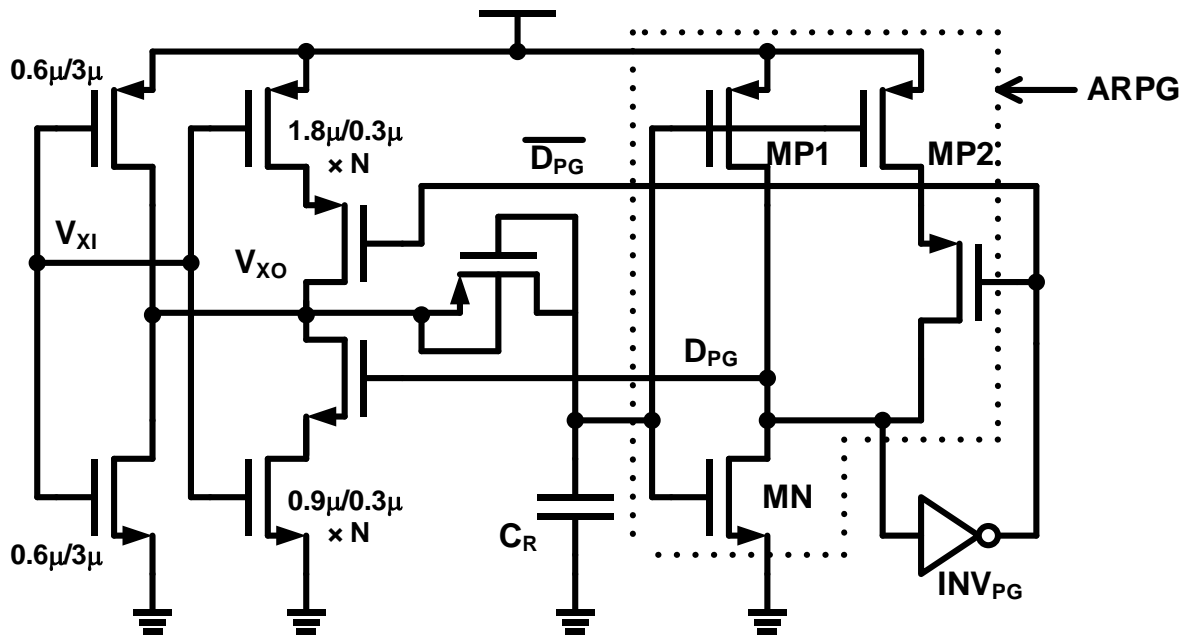 0.6µ/3µ
ARPG
1.8µ/0.3µ
× N
D̅P̅G̅
MP1
MP2
VXI
VXO
DPG
0.9µ/0.3µ
× N
MN
CR
0.6µ/3µ
INVPG